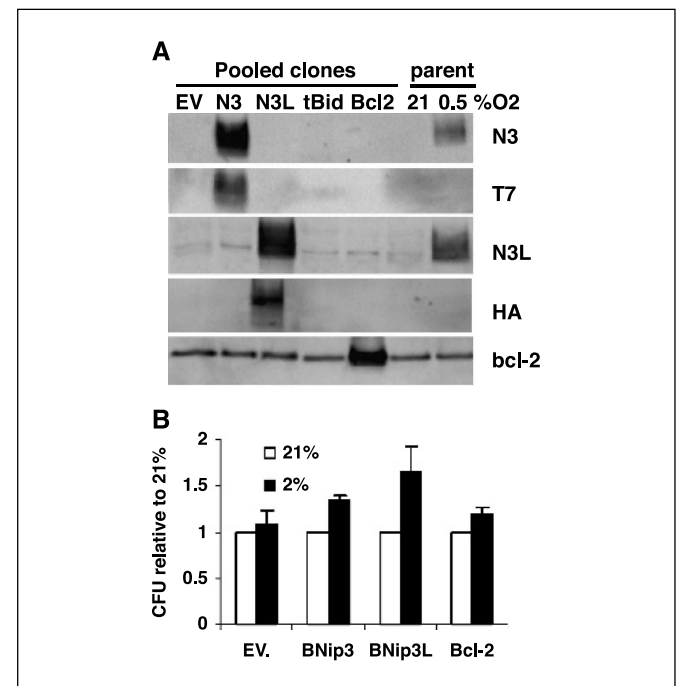 A
Pooled clones parent
EV N3 N3L tBid Bcl2 21 0.5 %O2
N3
T7
N3L
HA
bcl-2
B
CFU relative to 21%
2
1.5
1
0.5
0
21%
2%
EV. BNip3 BNip3L Bcl-2